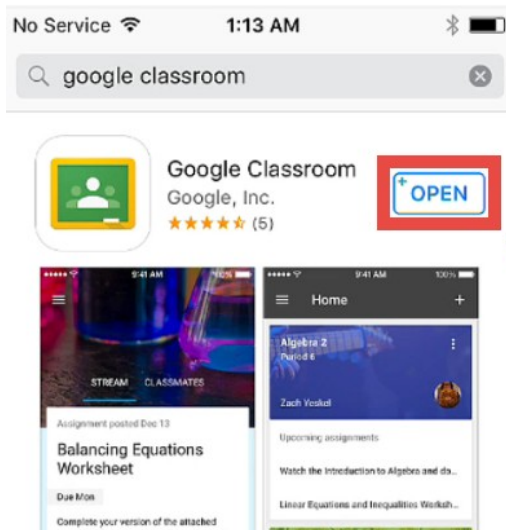 No Service 1:13 AM
google classroom
Google Classroom
Google, Inc.
(5)
+ OPEN
9:41 AM 100%
STREAM CLASSMATES
Assignment posted Dec 13
Balancing Equations
Worksheet
Due Mon
Complete your version of the attached
9:41 AM 100%
Home +
Algebra 2
Period 6
Zach Yeskel
Upcoming assignments
Watch the Introduction to Algebra and do...
Linear Equations and Inequalities Worksh...